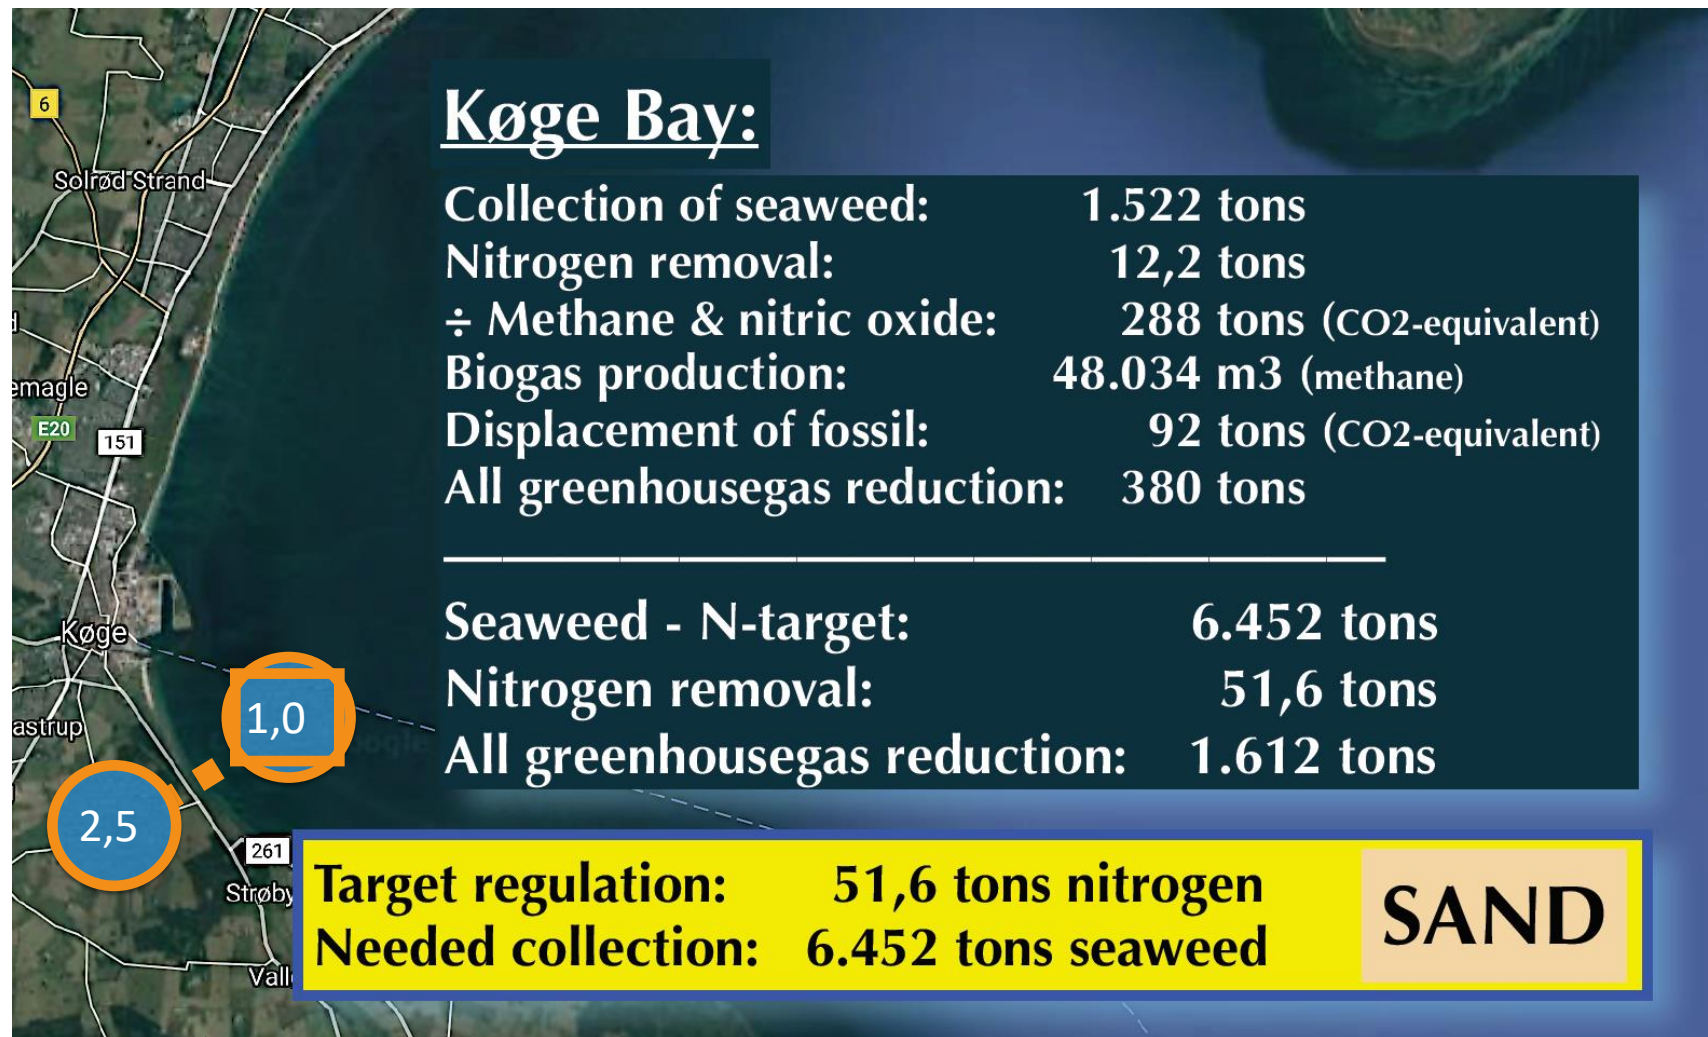 Køge Bay:
6
Solrød Strand
Collection of seaweed: 1.522 tons
Nitrogen removal: 12,2 tons
÷ Methane & nitric oxide: 288 tons (CO2-equivalent)
Biogas production: 48.034 m3 (methane)
emagle
Displacement of fossil: 92 tons (CO2-equivalent)
E20
151
All greenhousegas reduction: 380 tons
Seaweed - N-target: 6.452 tons
Køge
Nitrogen removal: 51,6 tons
1,0
astrup
All greenhousegas reduction: 1.612 tons
2,5
261
Strøby
Target regulation: 51,6 tons nitrogen
Needed collection: 6.452 tons seaweed
SAND
Vall